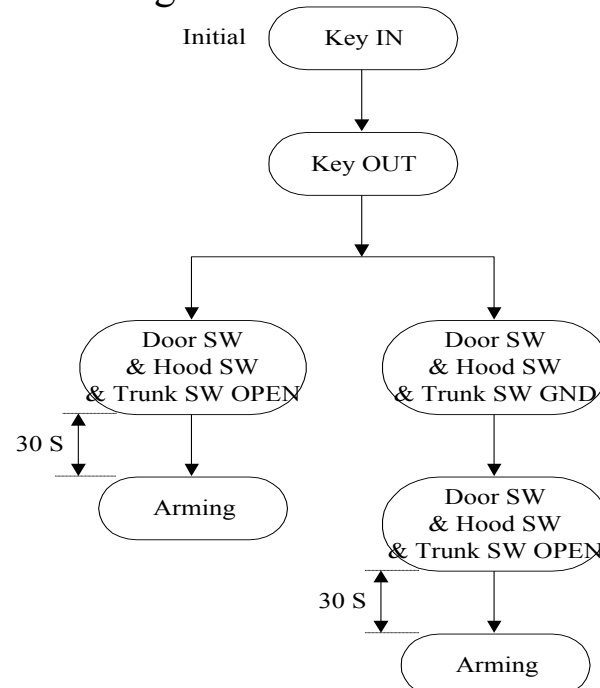 Initial
Key IN
Key OUT
Door SW
& Hood SW
& Trunk SW OPEN
30 S
Arming
Door SW
& Hood SW
& Trunk SW GND
Door SW
& Hood SW
& Trunk SW OPEN
30 S
Arming